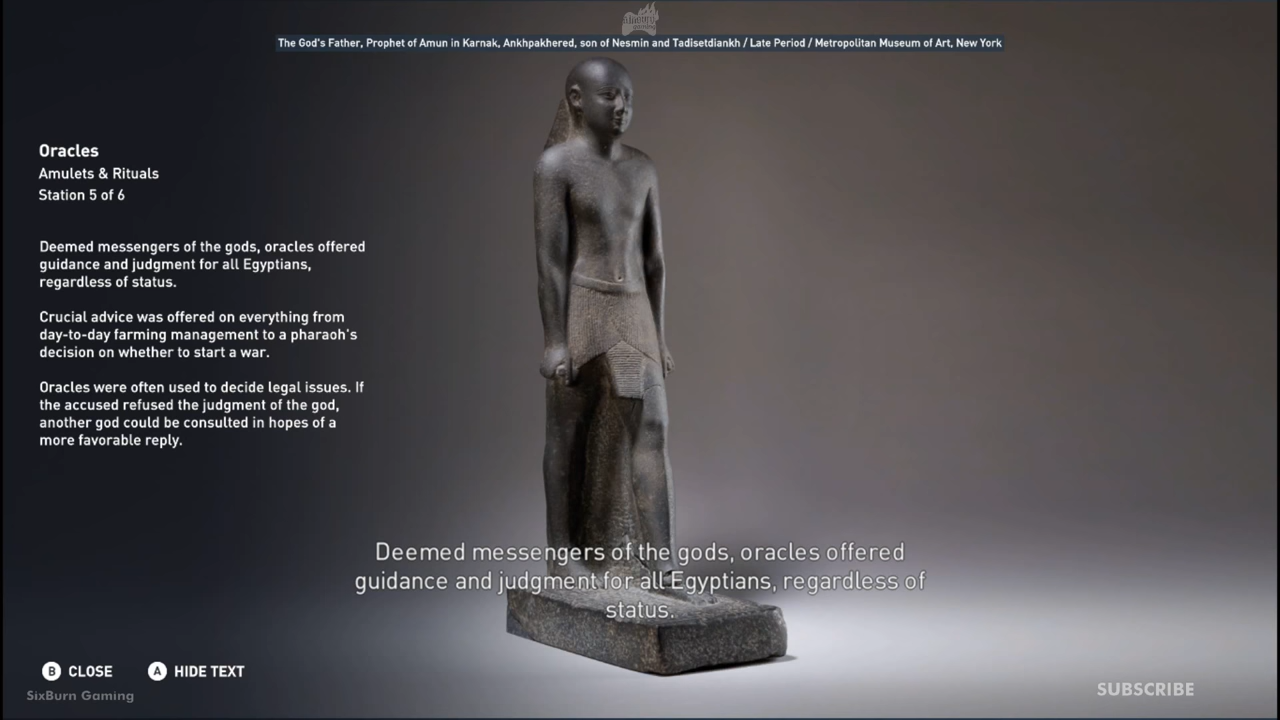 SixBurn
gaming
The God's Father, Prophet of Amun in Karnak, Ankhpakhered, son of Nesmin and Tadisetdiankh / Late Period / Metropolitan Museum of Art, New York
Oracles
Amulets & Rituals
Station 5 of 6
Deemed messengers of the gods, oracles offered
guidance and judgment for all Egyptians,
regardless of status.
Crucial advice was offered on everything from
day-to-day farming management to a pharaoh's
decision on whether to start a war.
Oracles were often used to decide legal issues. If
the accused refused the judgment of the god,
another god could be consulted in hopes of a
more favorable reply.
Deemed messengers of the gods, oracles offered
guidance and judgment for all Egyptians, regardless of
status.
B CLOSE A HIDE TEXT
SixBurn Gaming
SUBSCRIBE